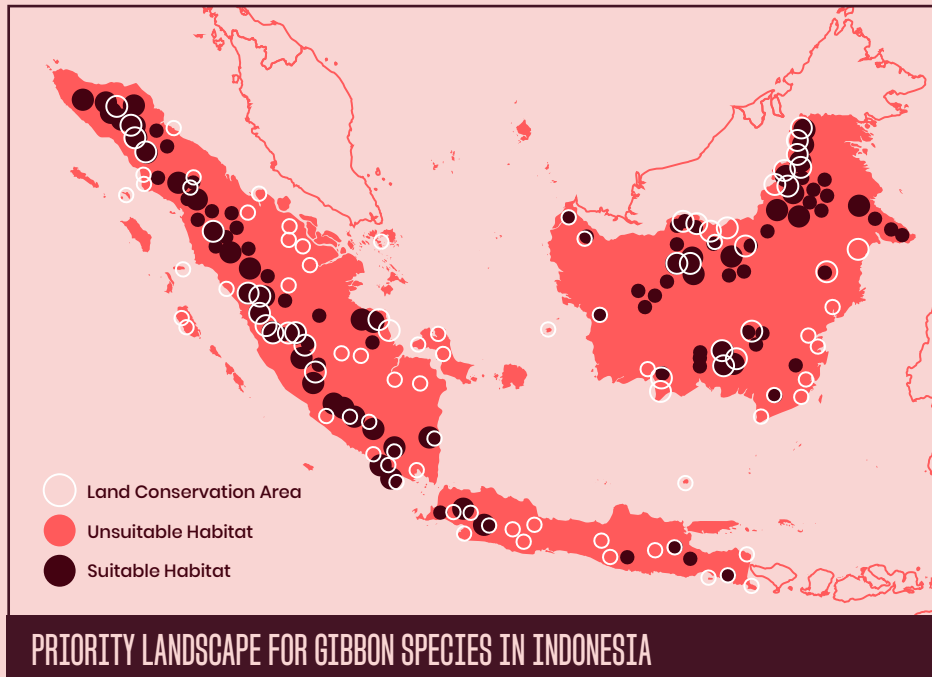 Land Conservation Area
Unsuitable Habitat
Suitable Habitat
PRIORITY LANDSCAPE FOR GIBBON SPECIES IN INDONESIA